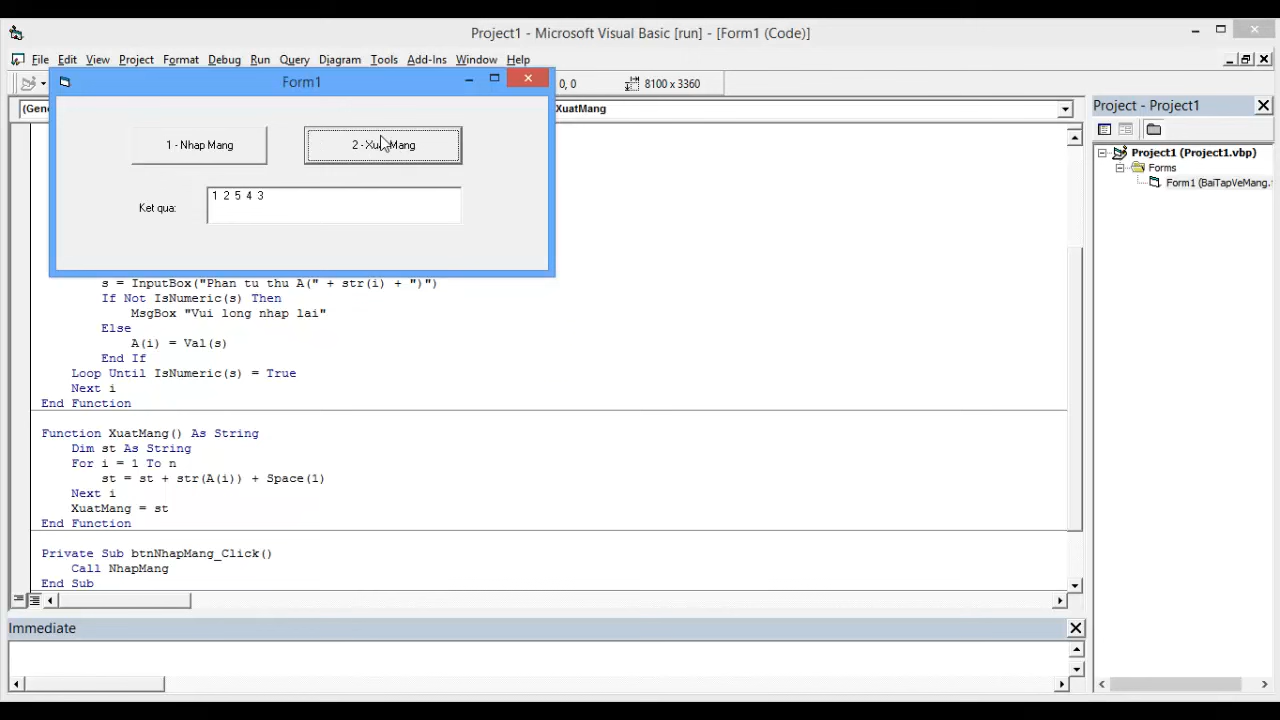 Project1 - Microsoft Visual Basic [run] - [Form1 (Code)]
File Edit View Project Format Debug Run Query Diagram Tools Add-Ins Window Help
Form1
0, 0
8100 x 3360
(Gen
XuatMang
1 - Nhap Mang
2 - Xuat Mang
Ket qua:
1 2 5 4 3
s = InputBox("Phan tu thu A(" + str(i) + ")")
If Not IsNumeric(s) Then
MsgBox "Vui long nhap lai"
Else
A(i) = Val(s)
End If
Loop Until IsNumeric(s) = True
Next i
End Function
Function XuatMang() As String
Dim st As String
For i = 1 To n
st = st + str(A(i)) + Space(1)
Next i
XuatMang = st
End Function
Private Sub btnNhapMang_Click()
Call NhapMang
End Sub
Immediate
Project - Project1
Project1 (Project1.vbp)
Forms
Form1 (BaiTapVeMang.